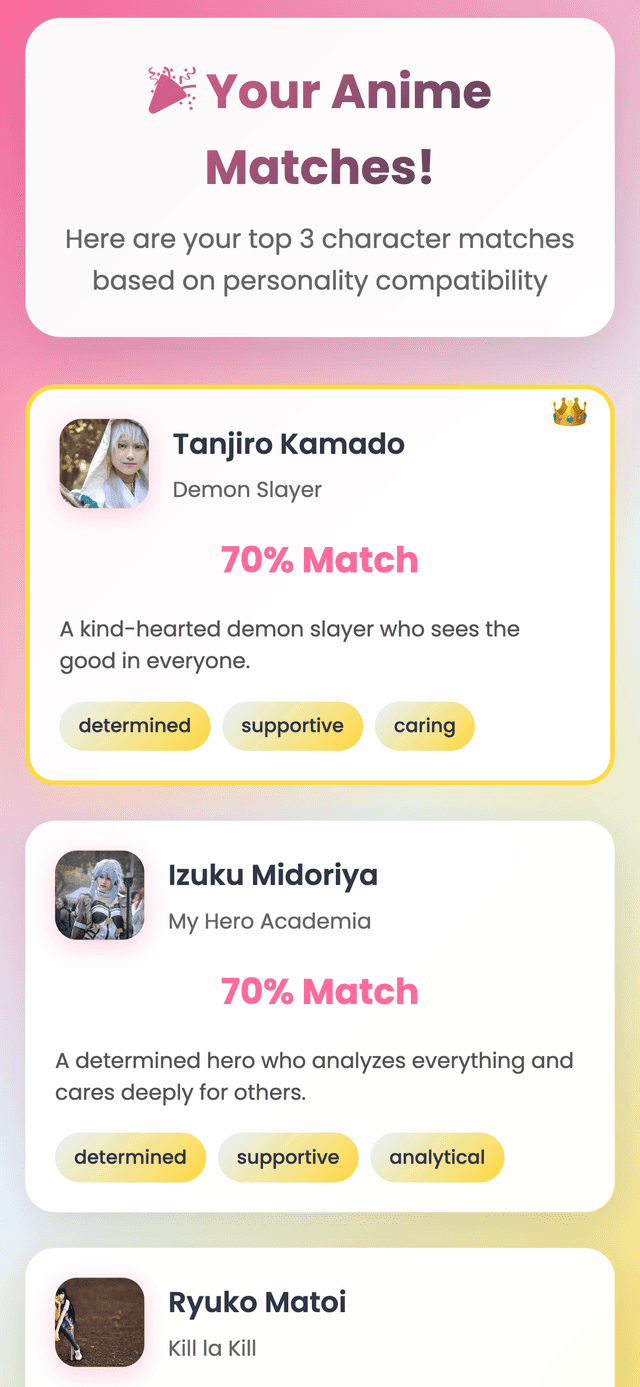 🎉 Your Anime
Matches!
Here are your top 3 character matches
based on personality compatibility
Tanjiro Kamado
Demon Slayer
70% Match
A kind-hearted demon slayer who sees the
good in everyone.
determined supportive caring
Izuku Midoriya
My Hero Academia
70% Match
A determined hero who analyzes everything and
cares deeply for others.
determined supportive analytical
Ryuko Matoi
Kill la Kill